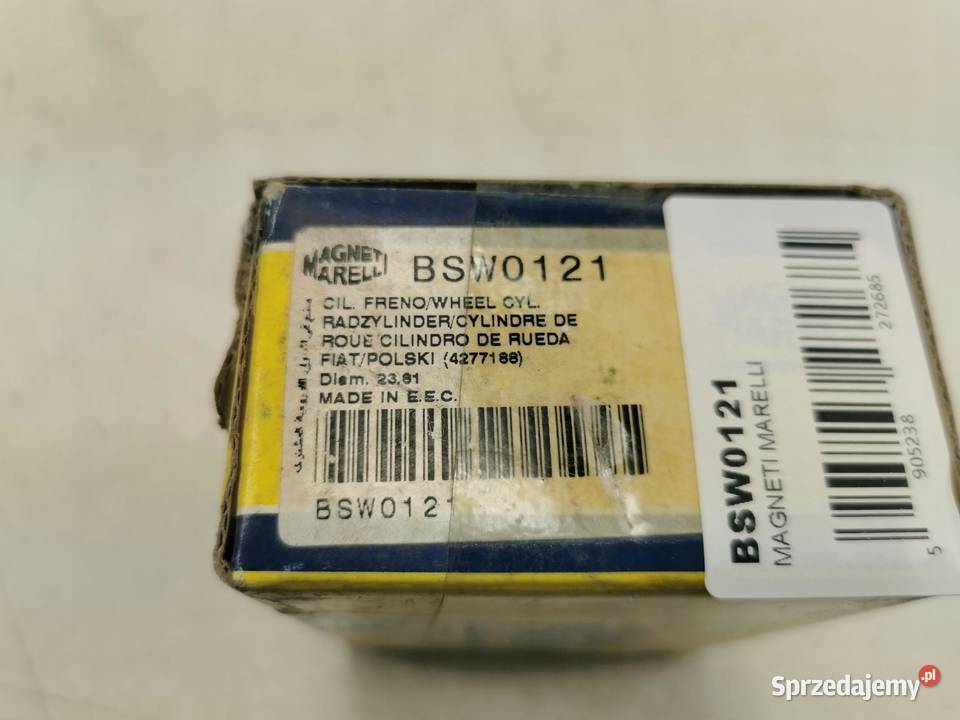 MAGNETI
MARELLI
BSW0121
CIL. FRENO/WHEEL CYL.
RADZYLINDER/CYLINDRE DE
ROUE/CILINDRO DE RUEDA
FIAT/POLSKI (4277188)
Diam. 23,81
MADE IN E.E.C.
BSW0121
BSW0121
MAGNETI MARELLI
5 905238 272685
Sprzedajemy.pl